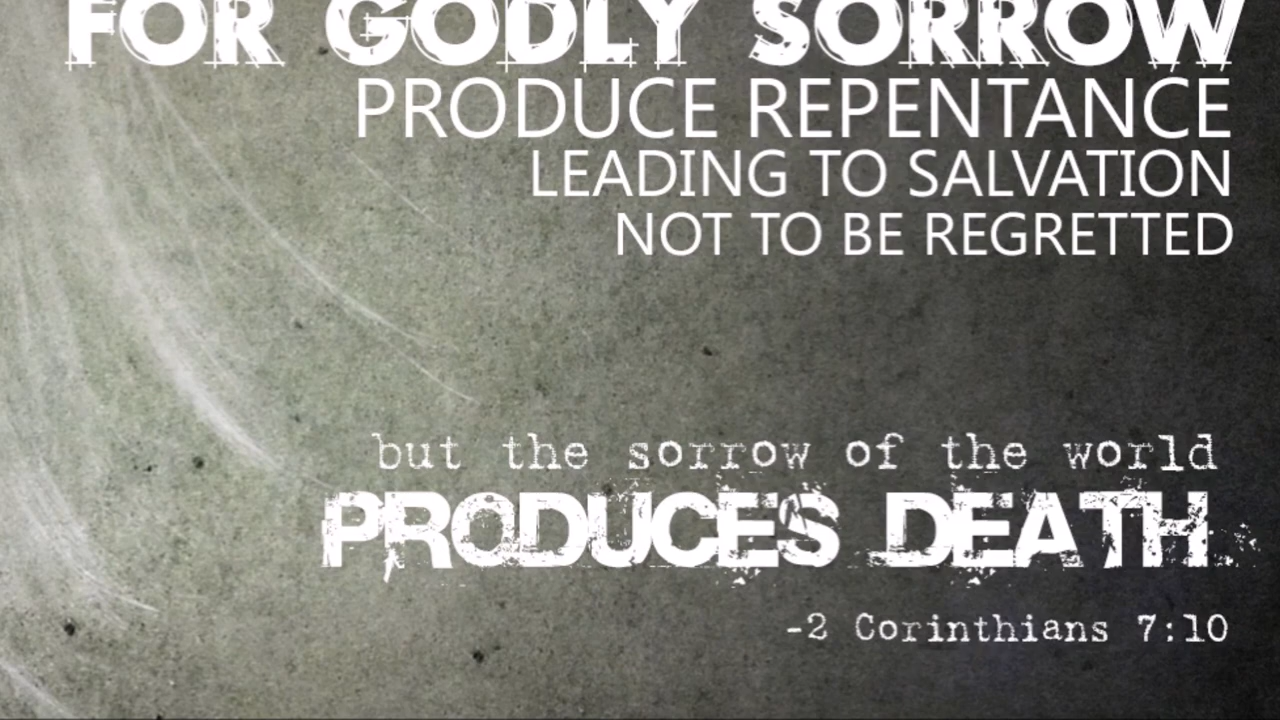 FOR GODLY SORROW
PRODUCE REPENTANCE
LEADING TO SALVATION
NOT TO BE REGRETTED
but the sorrow of the world
PRODUCES DEATH
-2 Corinthians 7:10